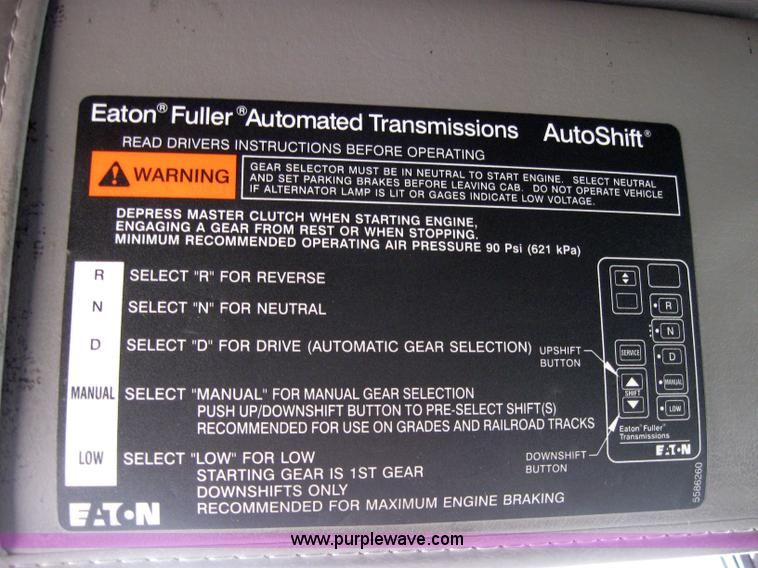 Eaton® Fuller® Automated Transmissions AutoShift®
READ DRIVERS INSTRUCTIONS BEFORE OPERATING
WARNING
GEAR SELECTOR MUST BE IN NEUTRAL TO START ENGINE. SELECT NEUTRAL
AND SET PARKING BRAKES BEFORE LEAVING CAB. DO NOT OPERATE VEHICLE
IF ALTERNATOR LAMP IS LIT OR GAGES INDICATE LOW VOLTAGE.
DEPRESS MASTER CLUTCH WHEN STARTING ENGINE,
ENGAGING A GEAR FROM REST OR WHEN STOPPING.
MINIMUM RECOMMENDED OPERATING AIR PRESSURE 90 Psi (621 kPa)
R SELECT "R" FOR REVERSE
N SELECT "N" FOR NEUTRAL
D SELECT "D" FOR DRIVE (AUTOMATIC GEAR SELECTION)
MANUAL SELECT "MANUAL" FOR MANUAL GEAR SELECTION
PUSH UP/DOWNSHIFT BUTTON TO PRE-SELECT SHIFT(S)
RECOMMENDED FOR USE ON GRADES AND RAILROAD TRACKS
LOW SELECT "LOW" FOR LOW
STARTING GEAR IS 1ST GEAR
DOWNSHIFTS ONLY
RECOMMENDED FOR MAXIMUM ENGINE BRAKING
EATON
UPSHIFT
BUTTON
DOWNSHIFT
BUTTON
R
N
SERVICE
D
SHIFT
MANUAL
LOW
Eaton® Fuller®
Transmissions
EATON
5586260
www.purplewave.com